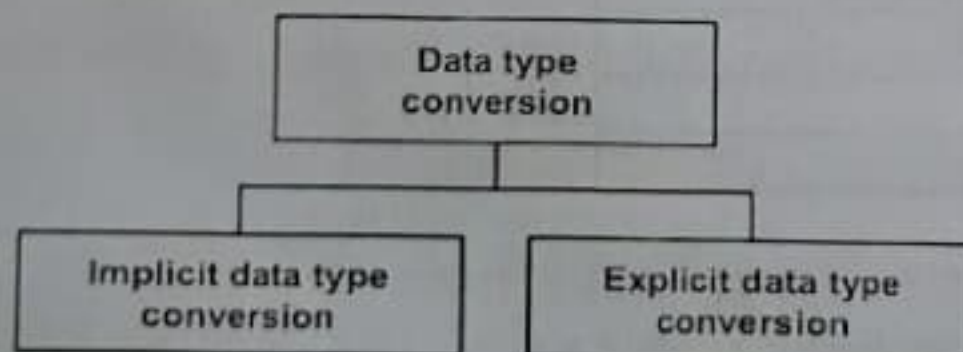 Data type
conversion
Implicit data type
conversion
Explicit data type
conversion